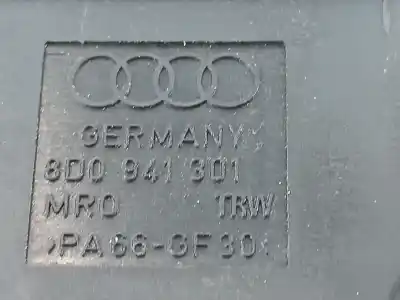 GERMANY
8D0 941 301
MRO TRW
>PA66-GF30<